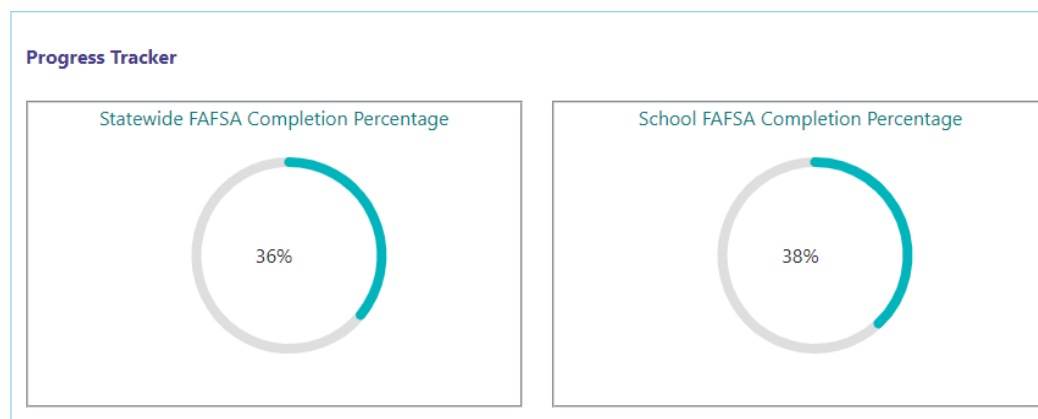 Progress Tracker
Statewide FAFSA Completion Percentage
36%
School FAFSA Completion Percentage
38%